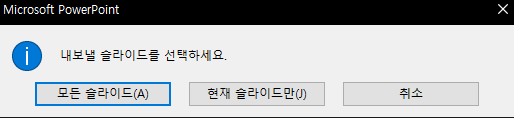 Microsoft PowerPoint
내보낼 슬라이드를 선택하세요.
모든 슬라이드(A)
현재 슬라이드만(J)
취소